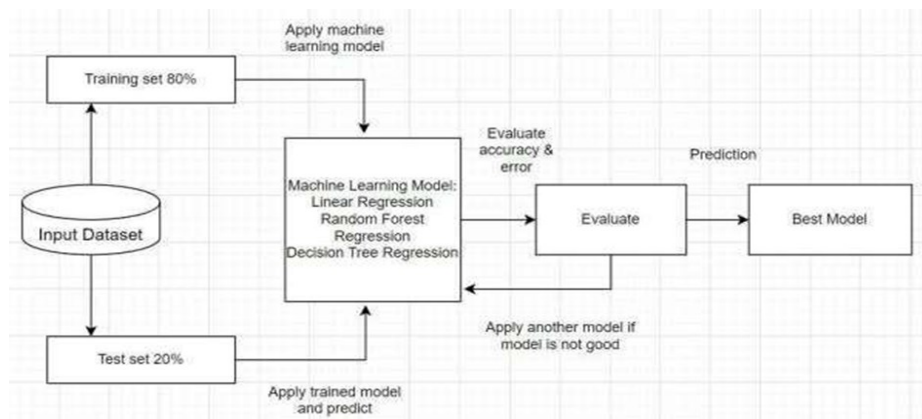 Apply machine
learning model
Training set 80%
Input Dataset
Machine Learning Model:
Linear Regression
Random Forest
Regression
Decision Tree Regression
Evaluate
accuracy &
error
Evaluate
Prediction
Best Model
Apply another model if
model is not good
Test set 20%
Apply trained model
and predict